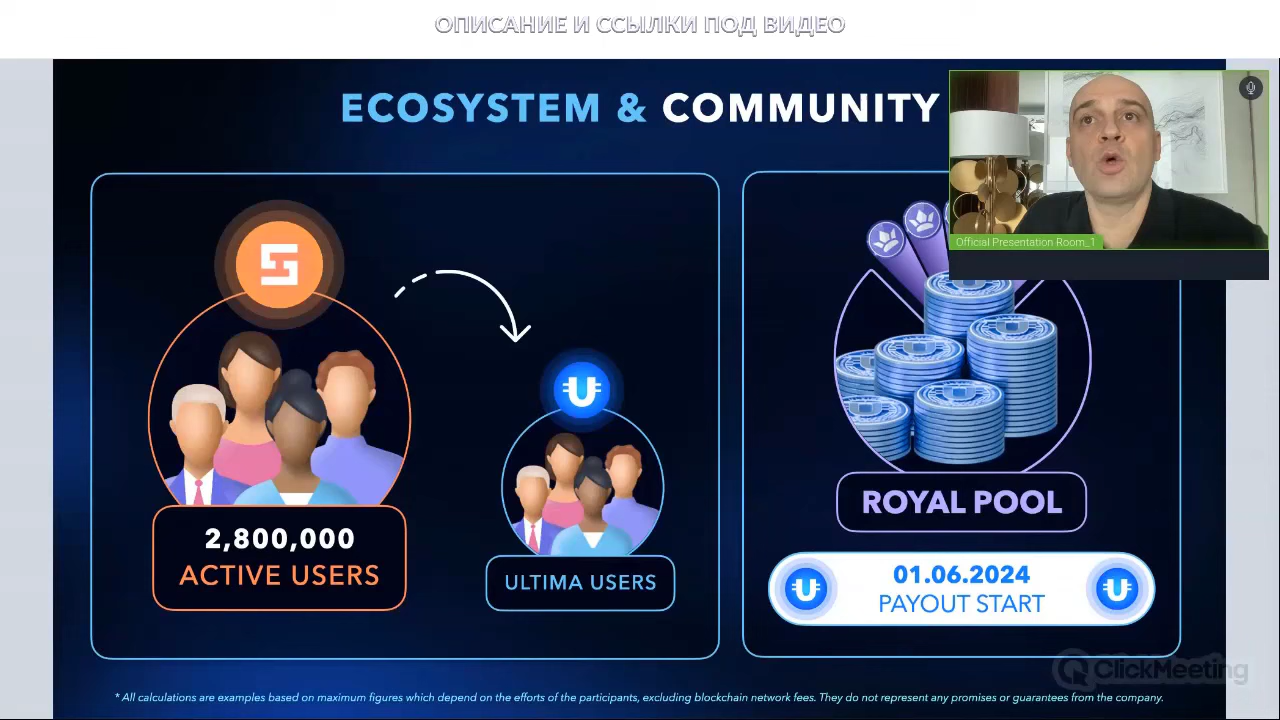 ОПИСАНИЕ И ССЫЛКИ ПОД ВИДЕО
ECOSYSTEM & COMMUNITY
Official Presentation Room_1
2,800,000
ACTIVE USERS
ULTIMA USERS
ROYAL POOL
01.06.2024
PAYOUT START
ClickMeeting
* All calculations are examples based on maximum figures which depend on the efforts of the participants, excluding blockchain network fees. They do not represent any promises or guarantees from the company.